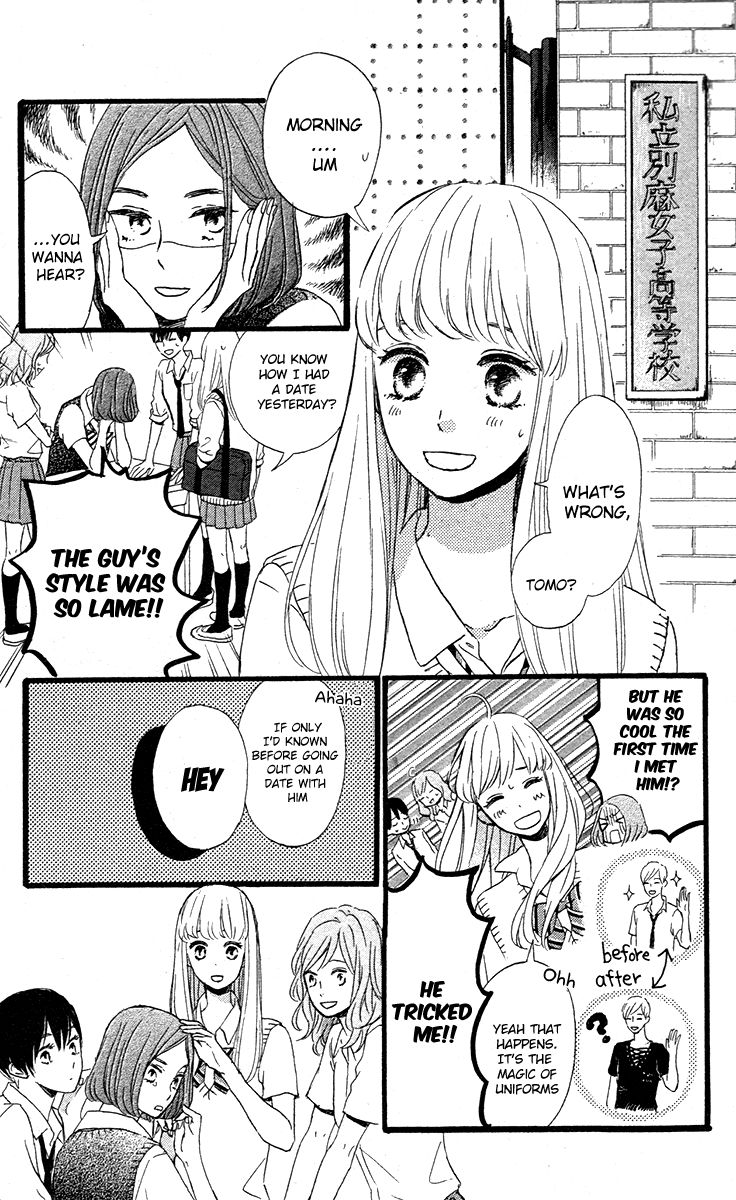 私立別腐女子高等学校
MORNING
....
UM
...YOU
WANNA
HEAR?
WHAT'S
WRONG,
TOMO?
YOU KNOW
HOW I HAD
A DATE
YESTERDAY?
THE GUY'S
STYLE WAS
SO LAME!!
BUT HE
WAS SO
COOL THE
FIRST TIME
I MET
HIM!?
before
after
?
HE
TRICKED
ME!!
Ohh
YEAH THAT
HAPPENS.
IT'S THE
MAGIC OF
UNIFORMS
Ahaha
IF ONLY
I'D KNOWN
BEFORE GOING
OUT ON A
DATE WITH
HIM
HEY